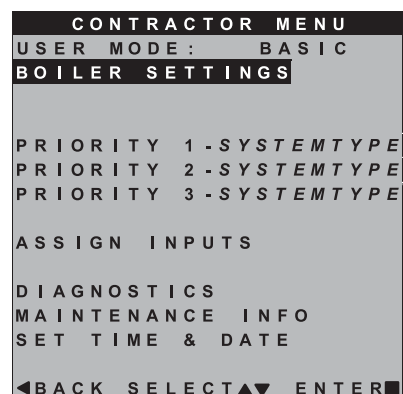 CONTRACTOR MENU
USER MODE: BASIC
BOILER SETTINGS
PRIORITY 1 - SYSTEMTYPE
PRIORITY 2 - SYSTEMTYPE
PRIORITY 3 - SYSTEMTYPE
ASSIGN INPUTS
DIAGNOSTICS
MAINTENANCE INFO
SET TIME & DATE
◀BACK SELECT▲▼ ENTER■